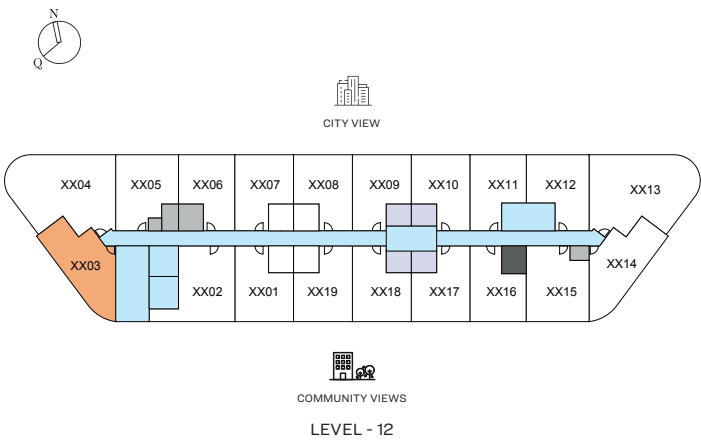 N
Q
CITY VIEW
XX04 XX05 XX06 XX07 XX08 XX09 XX10 XX11 XX12 XX13
XX03 XX14
XX02 XX01 XX19 XX18 XX17 XX16 XX15
COMMUNITY VIEWS
LEVEL - 12